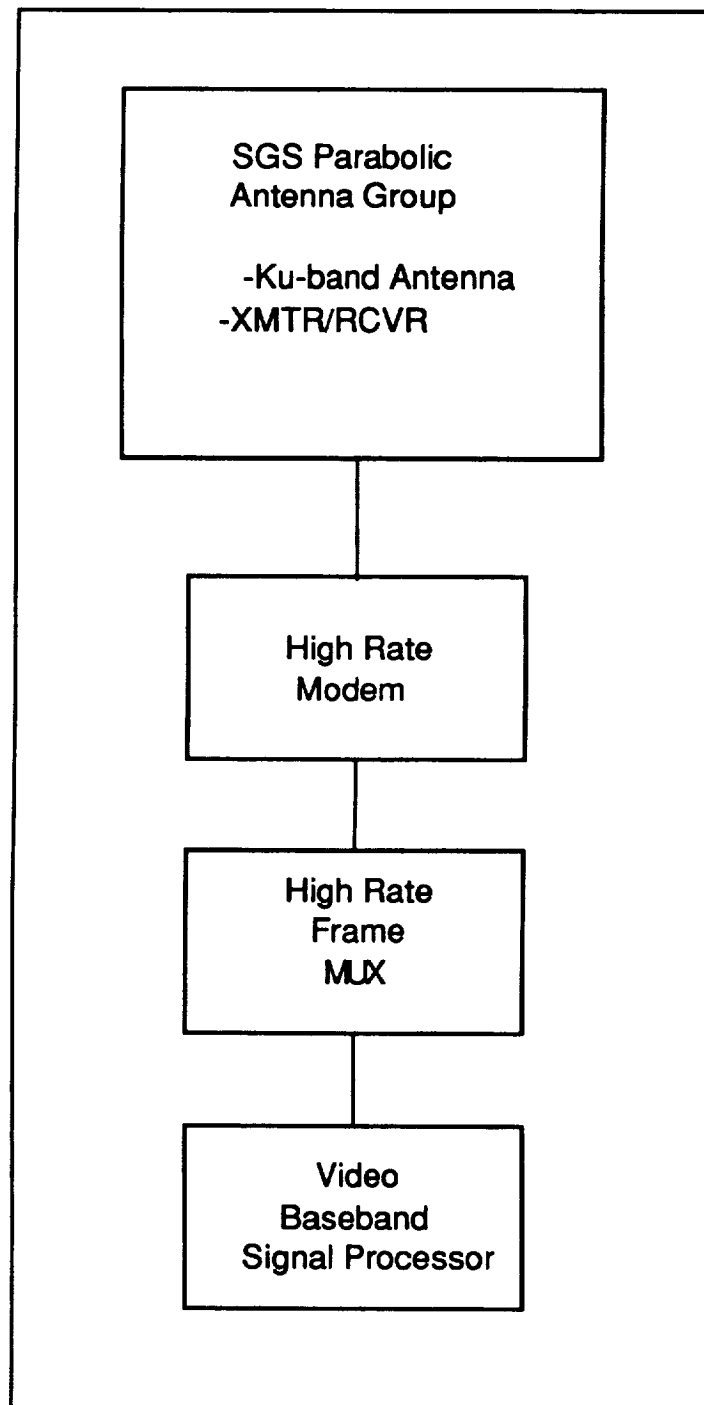 SGS Parabolic
Antenna Group
-Ku-band Antenna
-XMTR/RCVR
High Rate
Modem
High Rate
Frame
MUX
Video
Baseband
Signal Processor